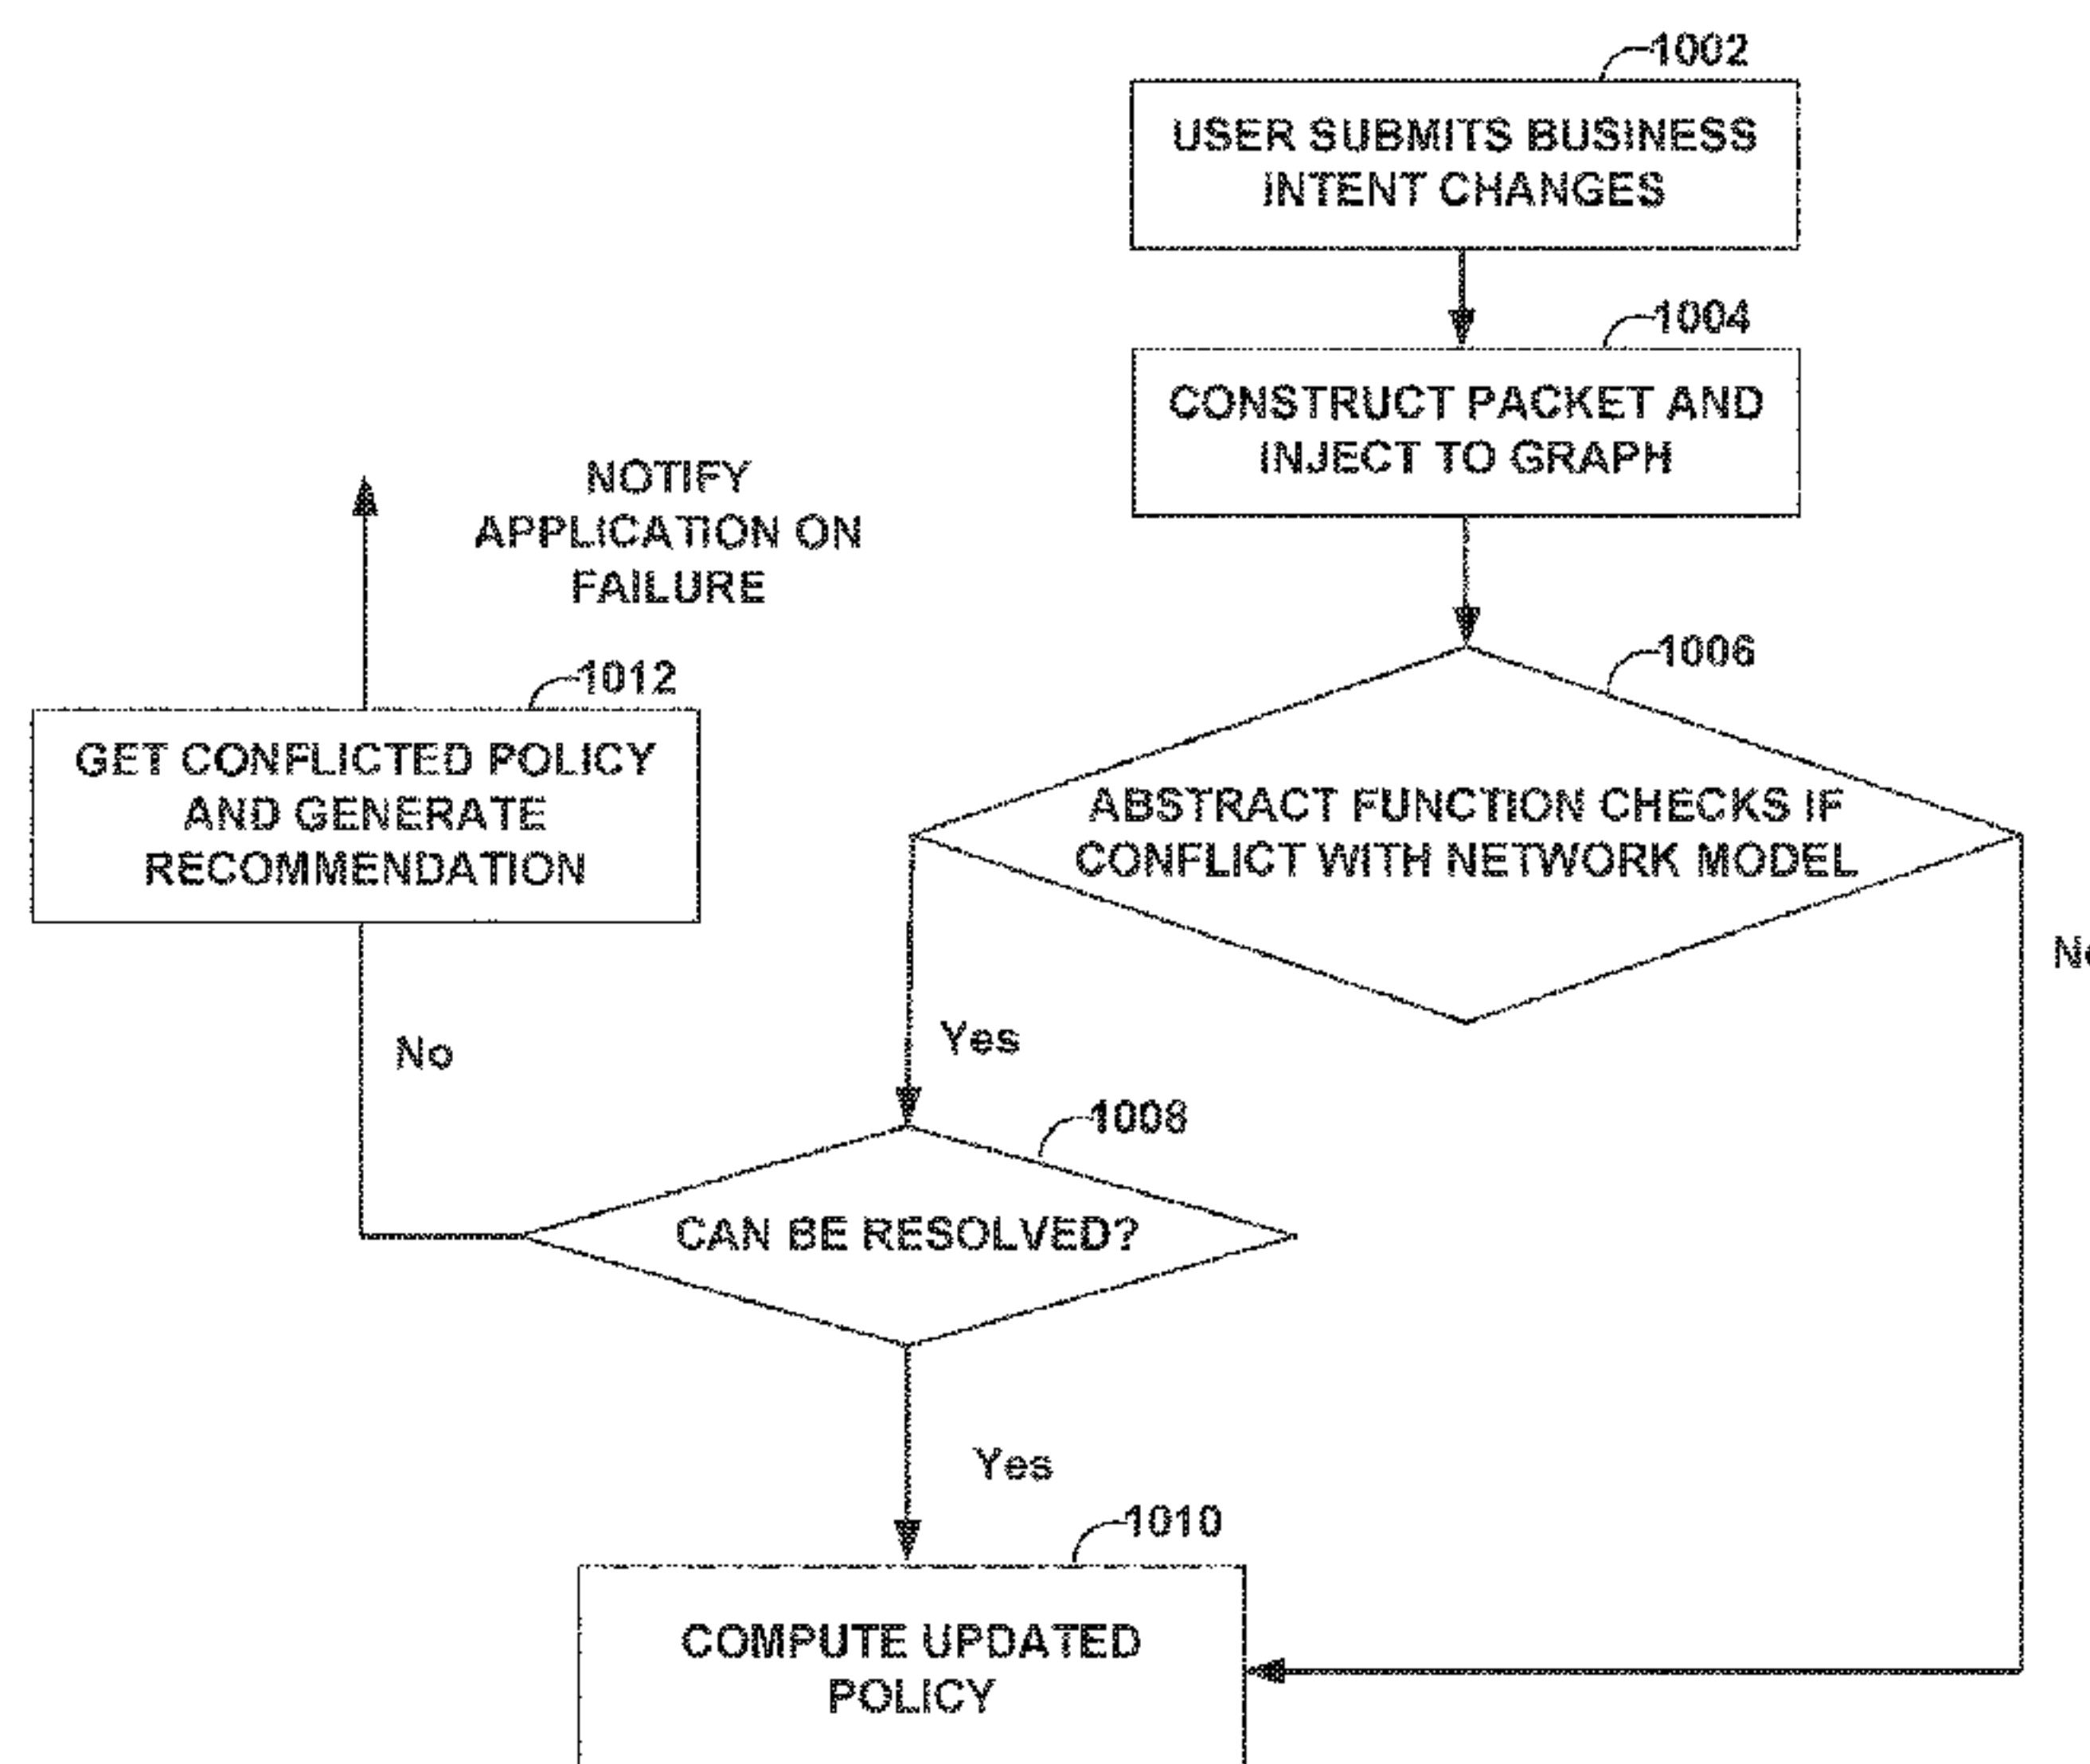 1002
USER SUBMITS BUSINESS
INTENT CHANGES
1004
CONSTRUCT PACKET AND
INJECT TO GRAPH
NOTIFY
APPLICATION ON
FAILURE
1006
1012
GET CONFLICTED POLICY
AND GENERATE
RECOMMENDATION
ABSTRACT FUNCTION CHECKS IF
CONFLICT WITH NETWORK MODEL
No
No
Yes
1008
CAN BE RESOLVED?
Yes
1010
COMPUTE UPDATED
POLICY